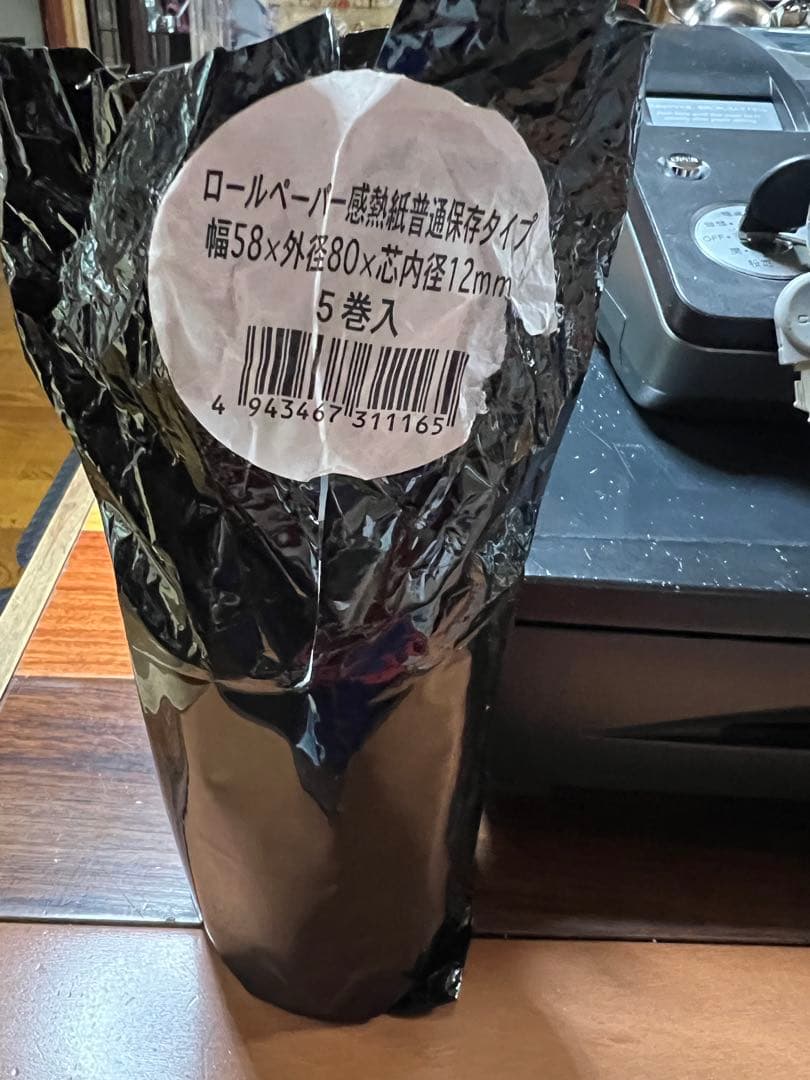 ロールペーパー感熱紙普通保存タイプ
幅58×外径80×芯内径12mm
5巻入
4 943467 311165
OFF